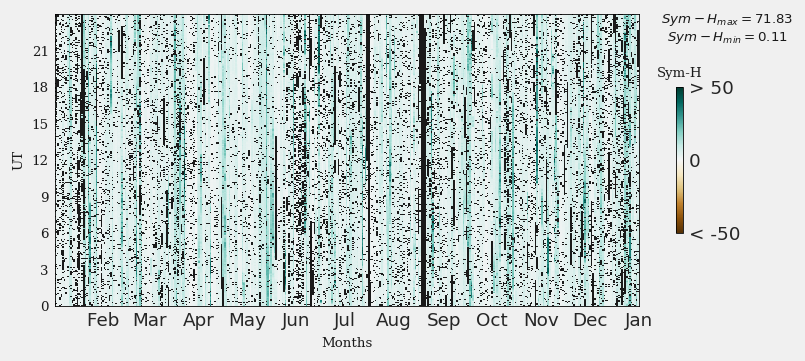 Sym − H_max = 71.83
Sym − H_min = 0.11
Sym-H
> 50
0
< -50
21
18
15
12
9
6
3
0
UT
Feb Mar Apr May Jun Jul Aug Sep Oct Nov Dec Jan
Months